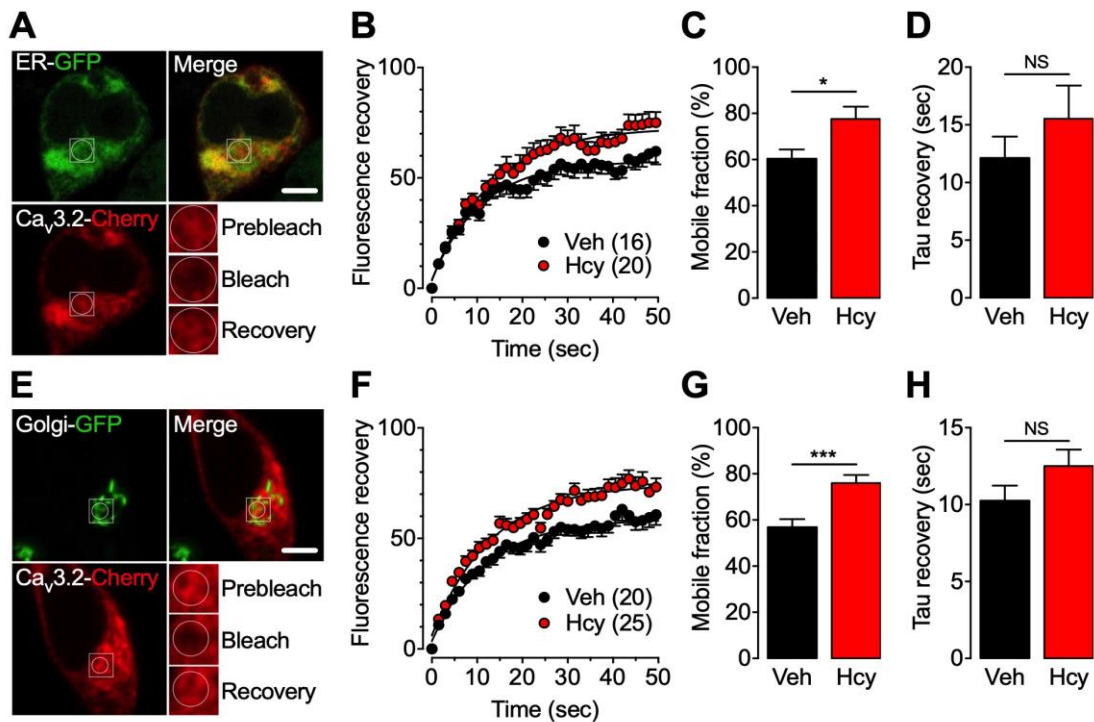 A
ER-GFP
Merge
Cav3.2-Cherry
Prebleach
Bleach
Recovery
B
Fluorescence recovery
100
50
0
0 10 20 30 40 50
Time (sec)
Veh (16)
Hcy (20)
C
Mobile fraction (%)
100
80
60
40
20
0
*
Veh Hcy
D
Tau recovery (sec)
20
15
10
5
0
NS
Veh Hcy
E
Golgi-GFP
Merge
Cav3.2-Cherry
Prebleach
Bleach
Recovery
F
Fluorescence recovery
100
50
0
0 10 20 30 40 50
Time (sec)
Veh (20)
Hcy (25)
G
Mobile fraction (%)
100
80
60
40
20
0
***
Veh Hcy
H
Tau recovery (sec)
15
10
5
0
NS
Veh Hcy